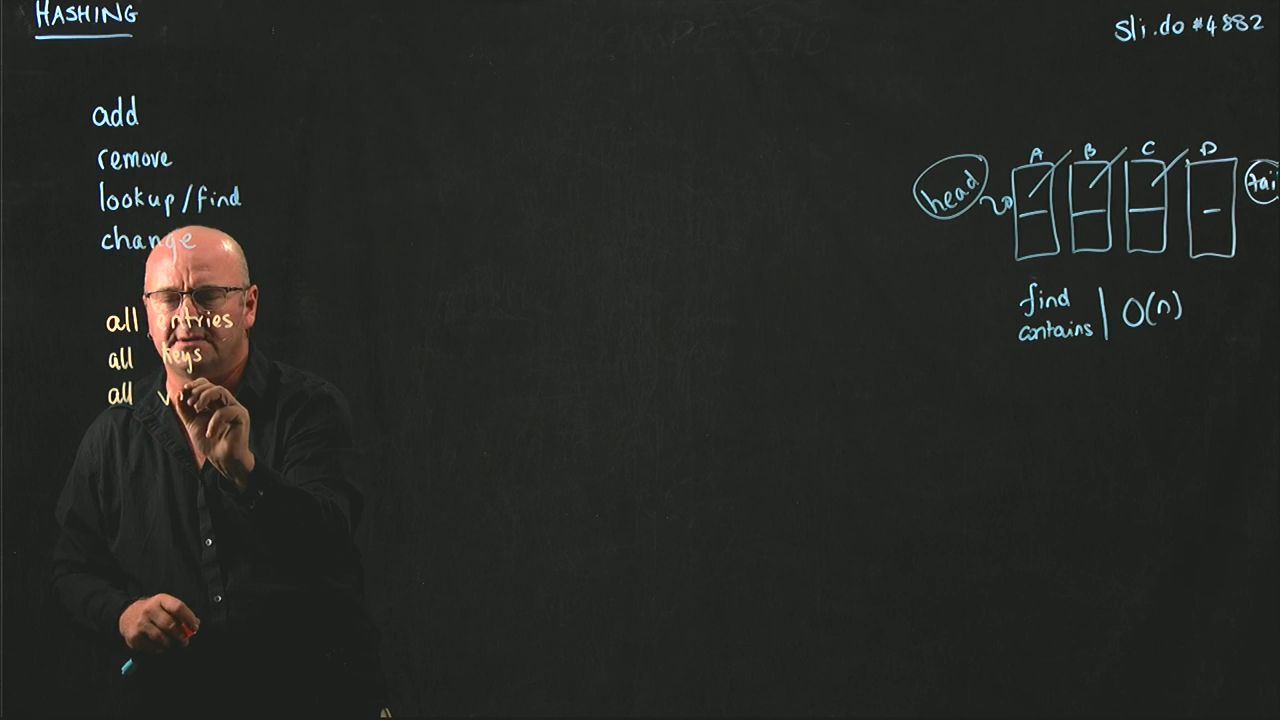 HASHING
Sli.do #4882
add
remove
lookup/find
change
all entries
all keys
all
A B C D
head
find
contains
O(n)